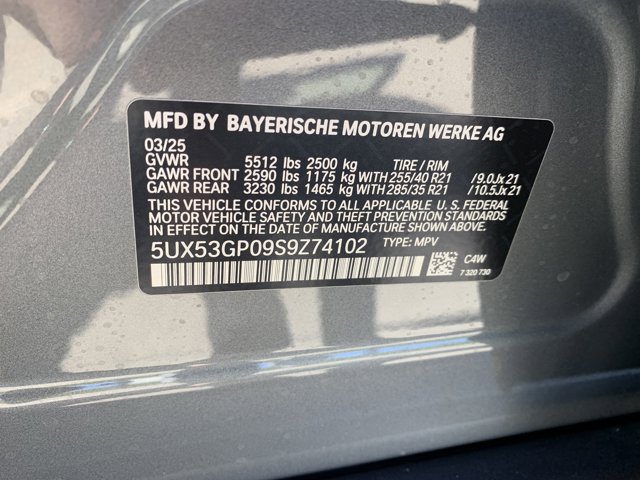 MFD BY BAYERISCHE MOTOREN WERKE AG
03/25
GVWR 5512 lbs 2500 kg TIRE / RIM
GAWR FRONT 2590 lbs 1175 kg WITH 255/40 R21 /9.0Jx21
GAWR REAR 3230 lbs 1465 kg WITH 285/35 R21 /10.5Jx21
THIS VEHICLE CONFORMS TO ALL APPLICABLE U. S. FEDERAL
MOTOR VEHICLE SAFETY AND THEFT PREVENTION STANDARDS
IN EFFECT ON THE DATE OF MANUFACTURE SHOWN ABOVE.
5UX53GP09S9Z74102 TYPE: MPV
C4W
7 320 730